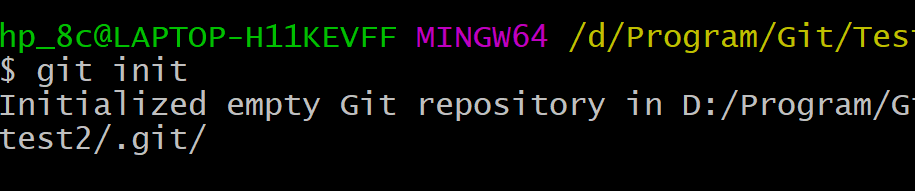 hp_8c@LAPTOP-H11KEVFF MINGW64 /d/Program/Git/Tes
$ git init
Initialized empty Git repository in D:/Program/G
test2/.git/